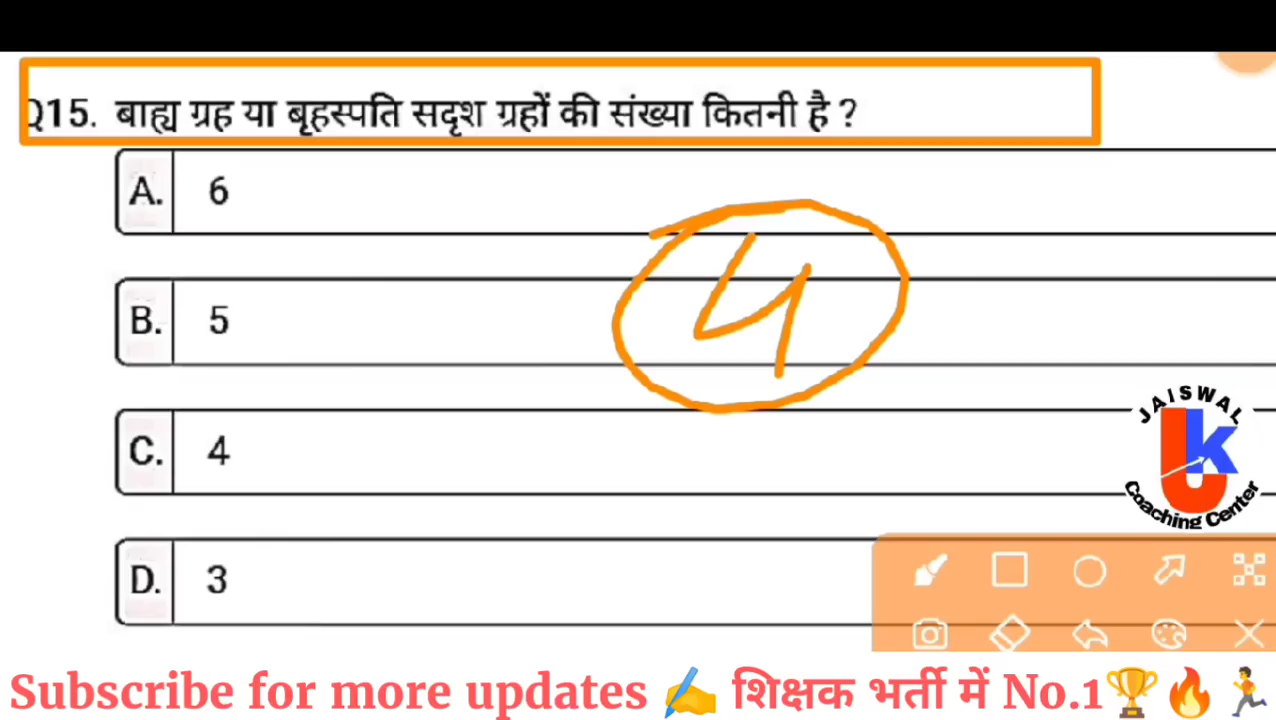 Q15. बाह्य ग्रह या बृहस्पति सदृश ग्रहों की संख्या कितनी है ?
A. 6
4
B. 5
C. 4
D. 3
JAISWAL
JK
Coaching Center
Subscribe for more updates ✍️ शिक्षक भर्ती में No.1🏆🔥🏃